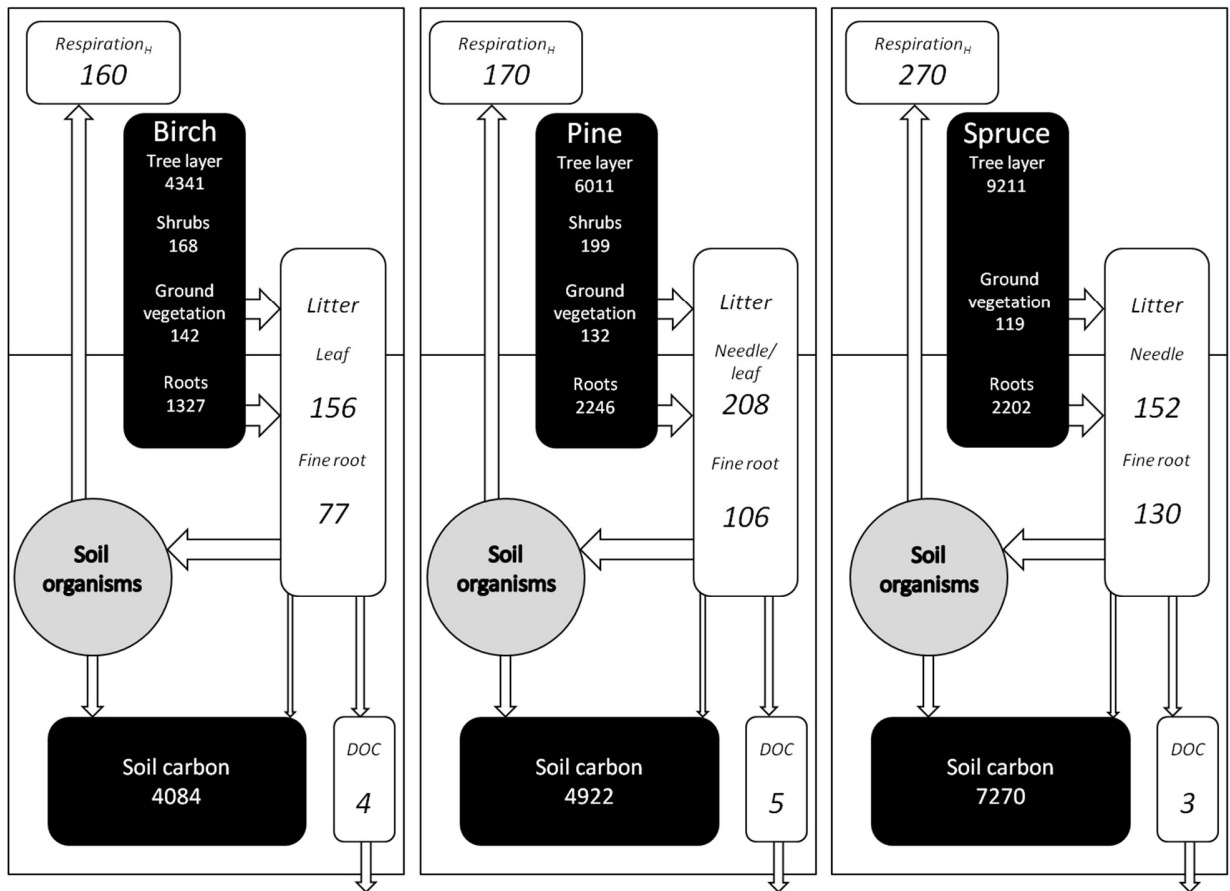 Respiration_H
160
Birch
Tree layer
4341
Shrubs
168
Ground
vegetation
142
Roots
1327
Litter
Leaf
156
Fine root
77
Soil
organisms
Soil carbon
4084
DOC
4
Respiration_H
170
Pine
Tree layer
6011
Shrubs
199
Ground
vegetation
132
Roots
2246
Litter
Needle/
leaf
208
Fine root
106
Soil
organisms
Soil carbon
4922
DOC
5
Respiration_H
270
Spruce
Tree layer
9211
Ground
vegetation
119
Roots
2202
Litter
Needle
152
Fine root
130
Soil
organisms
Soil carbon
7270
DOC
3